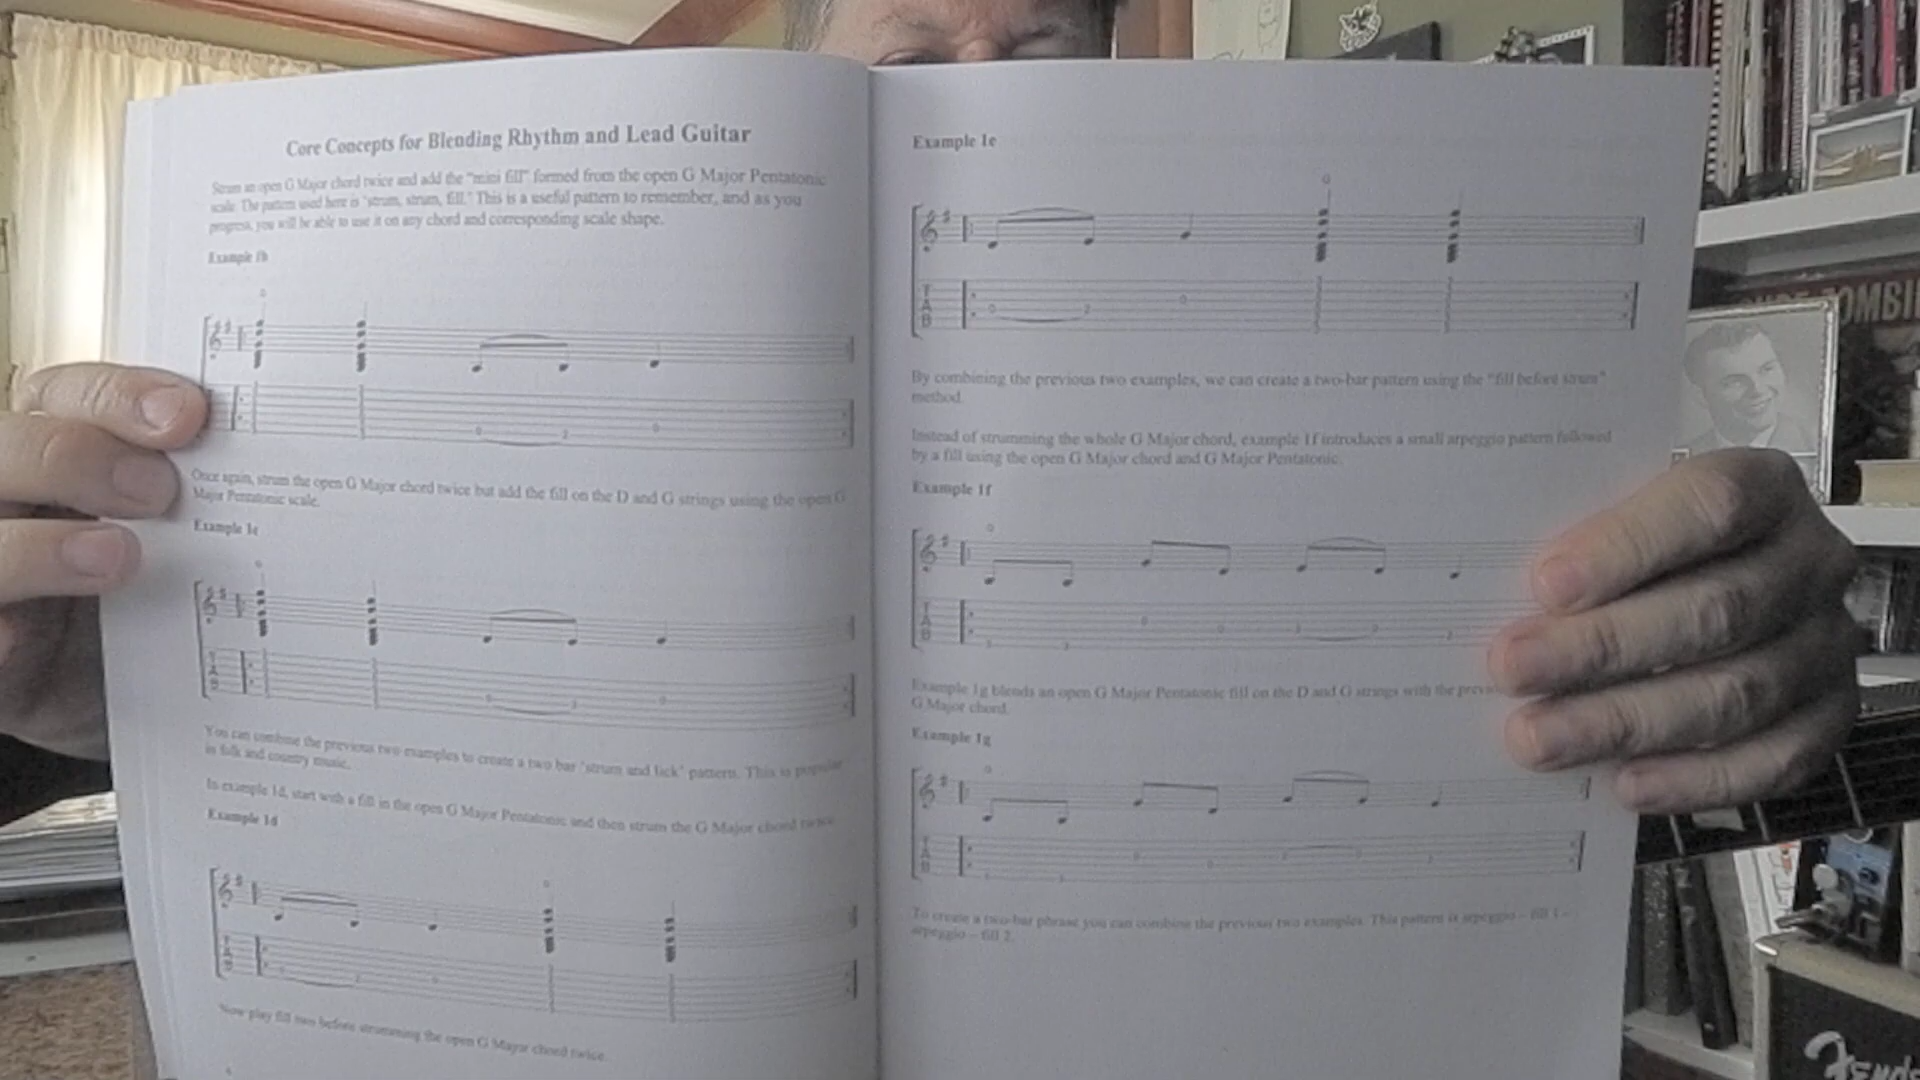 Core Concepts for Blending Rhythm and Lead Guitar
Strum an open G Major chord twice and add the "mini fill" formed from the open G Major Pentatonic
scale. The pattern used here is "strum, strum, fill." This is a useful pattern to remember, and as you
progress, you will be able to use it on any chord and corresponding scale shape.
Example 1b
G
0 2 0
Once again, strum the open G Major chord twice but add the fill on the D and G strings using the open G
Major Pentatonic scale.
Example 1c
G
T
A
B
0 2 0
You can combine the previous two examples to create a two bar 'strum and lick' pattern. This is popular
in folk and country music.
In example 1d, start with a fill in the open G Major Pentatonic and then strum the G Major chord twice
Example 1d
G
T
A
B
Now play fill two before strumming the open G Major chord twice.
Example 1e
G
T
A
B
0 2 0
By combining the previous two examples, we can create a two-bar pattern using the "fill before strum"
method.
Instead of strumming the whole G Major chord, example 1f introduces a small arpeggio pattern followed
by a fill using the open G Major chord and G Major Pentatonic.
Example 1f
G
T
A
B
Example 1g blends an open G Major Pentatonic fill on the D and G strings with the
G Major chord.
Example 1g
G
T
A
B
To create a two-bar phrase you can combine the previous two examples. This pattern is arpeggio – fill 1 –
arpeggio – fill 2.
OMBI
Fende